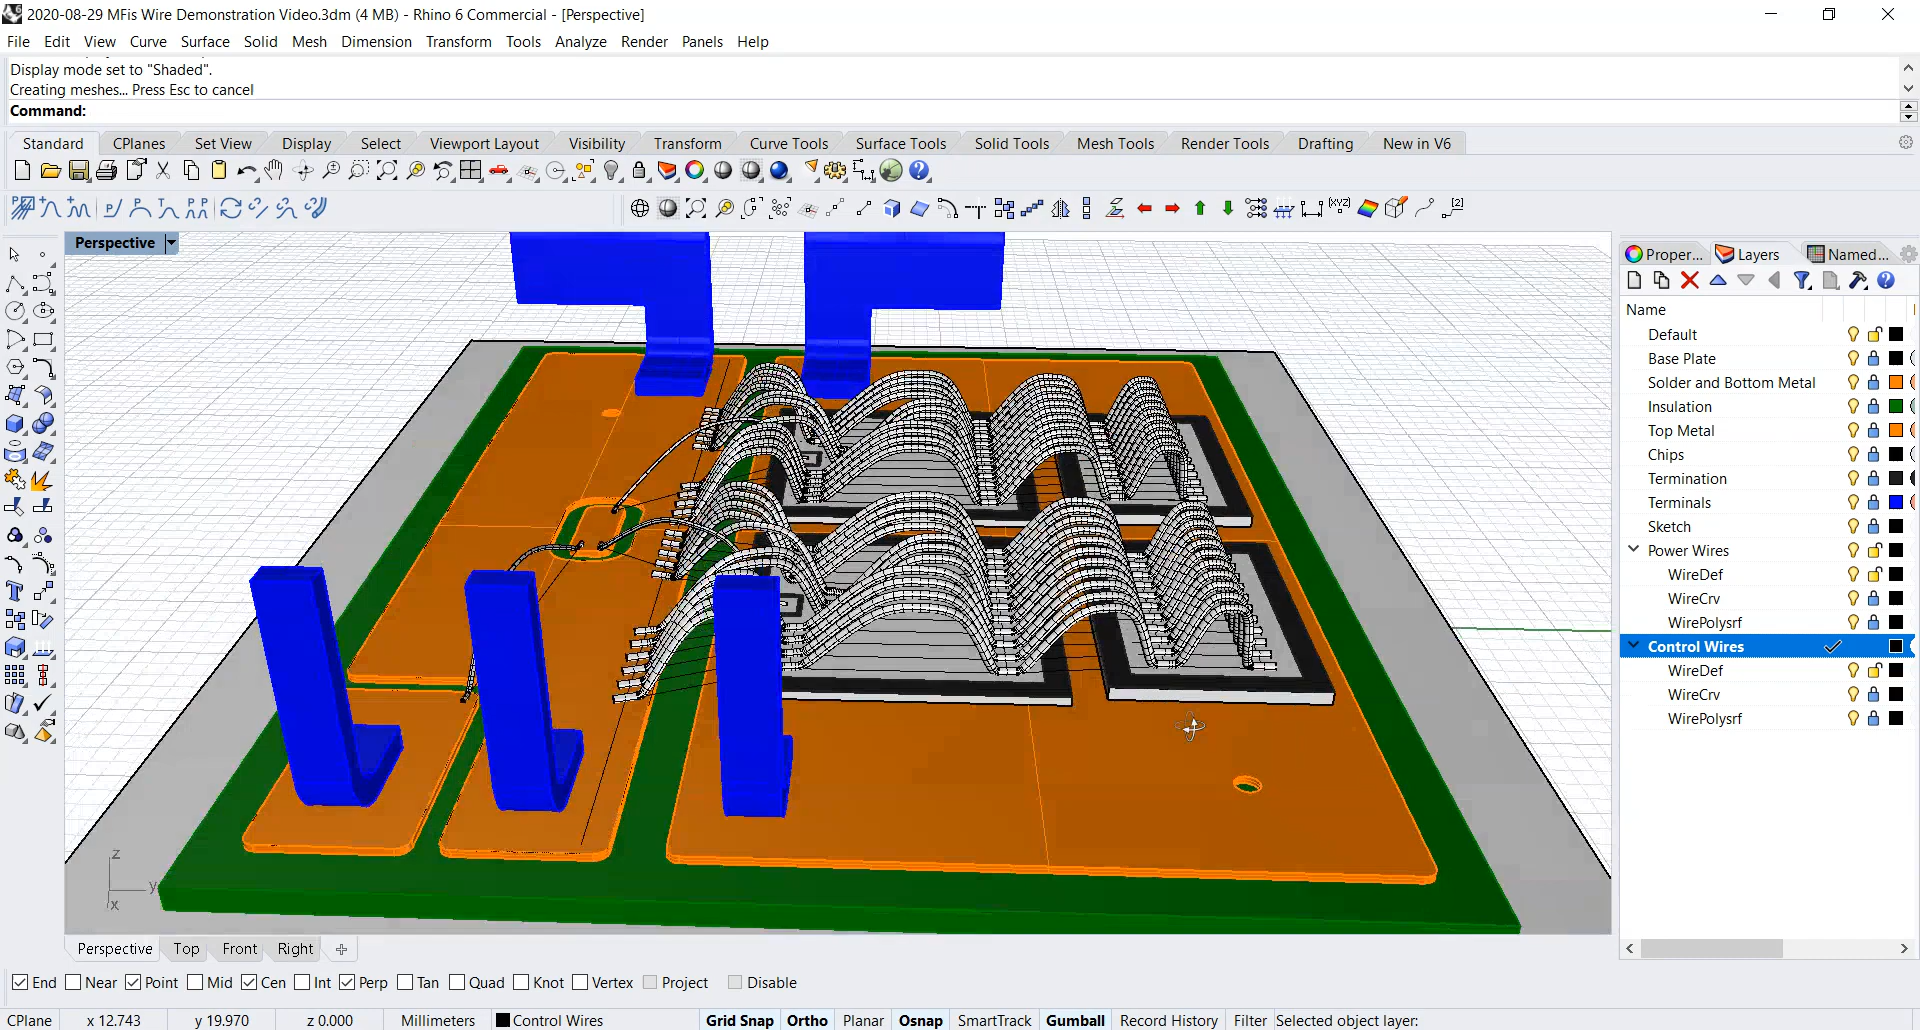 2020-08-29 MFis Wire Demonstration Video.3dm (4 MB) - Rhino 6 Commercial - [Perspective]
File Edit View Curve Surface Solid Mesh Dimension Transform Tools Analyze Render Panels Help
Display mode set to "Shaded".
Creating meshes... Press Esc to cancel
Command:
Standard CPlanes Set View Display Select Viewport Layout Visibility Transform Curve Tools Surface Tools Solid Tools Mesh Tools Render Tools Drafting New in V6
Perspective
Proper... Layers Named...
Name
Default
Base Plate
Solder and Bottom Metal
Insulation
Top Metal
Chips
Termination
Terminals
Sketch
Power Wires
WireDef
WireCrv
WirePolysrf
Control Wires
WireDef
WireCrv
WirePolysrf
z
y
x
Perspective Top Front Right
End Near Point Mid Cen Int Perp Tan Quad Knot Vertex Project Disable
CPlane x 12.743 y 19.970 z 0.000 Millimeters Control Wires Grid Snap Ortho Planar Osnap SmartTrack Gumball Record History Filter Selected object layer: